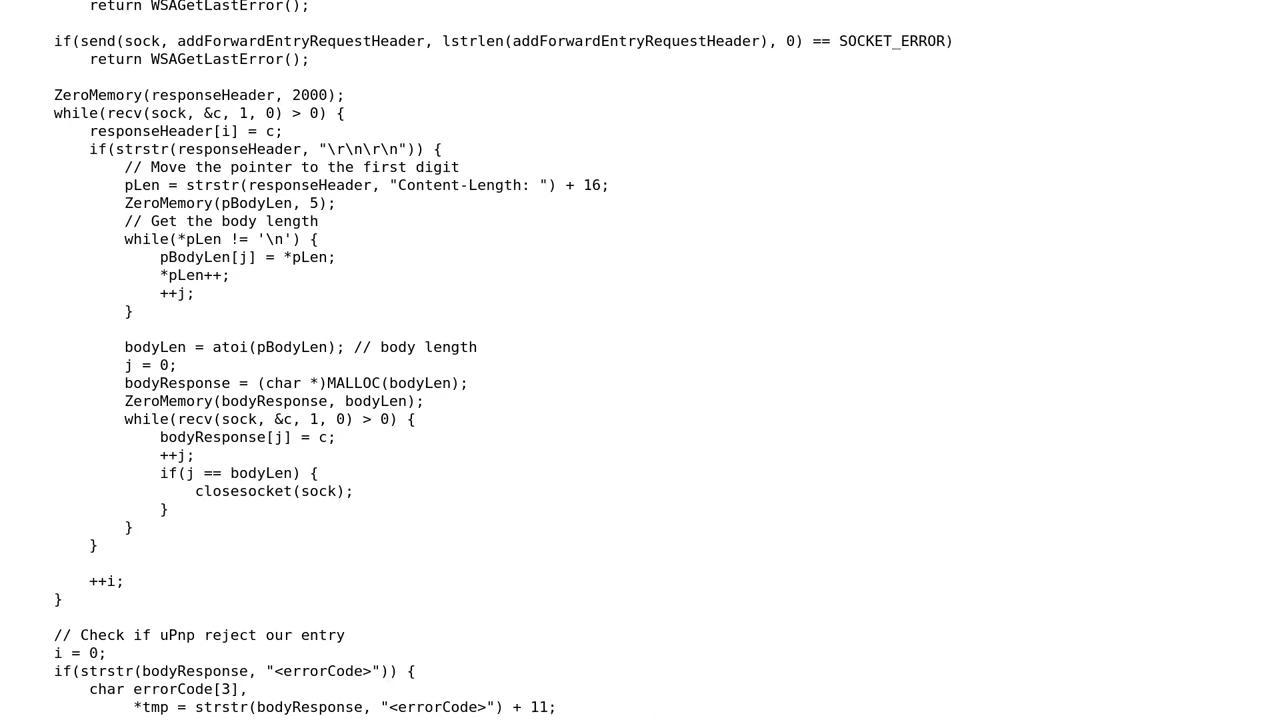 return WSAGetLastError();
if(send(sock, addForwardEntryRequestHeader, lstrlen(addForwardEntryRequestHeader), 0) == SOCKET_ERROR)
return WSAGetLastError();
ZeroMemory(responseHeader, 2000);
while(recv(sock, &c, 1, 0) > 0) {
responseHeader[i] = c;
if(strstr(responseHeader, "\r\n\r\n")) {
// Move the pointer to the first digit
pLen = strstr(responseHeader, "Content-Length: ") + 16;
ZeroMemory(pBodyLen, 5);
// Get the body length
while(*pLen != '\n') {
pBodyLen[j] = *pLen;
*pLen++;
++j;
}
bodyLen = atoi(pBodyLen); // body length
j = 0;
bodyResponse = (char *)MALLOC(bodyLen);
ZeroMemory(bodyResponse, bodyLen);
while(recv(sock, &c, 1, 0) > 0) {
bodyResponse[j] = c;
++j;
if(j == bodyLen) {
closesocket(sock);
}
}
}
++i;
}
// Check if uPnp reject our entry
i = 0;
if(strstr(bodyResponse, "<errorCode>")) {
char errorCode[3],
*tmp = strstr(bodyResponse, "<errorCode>") + 11;